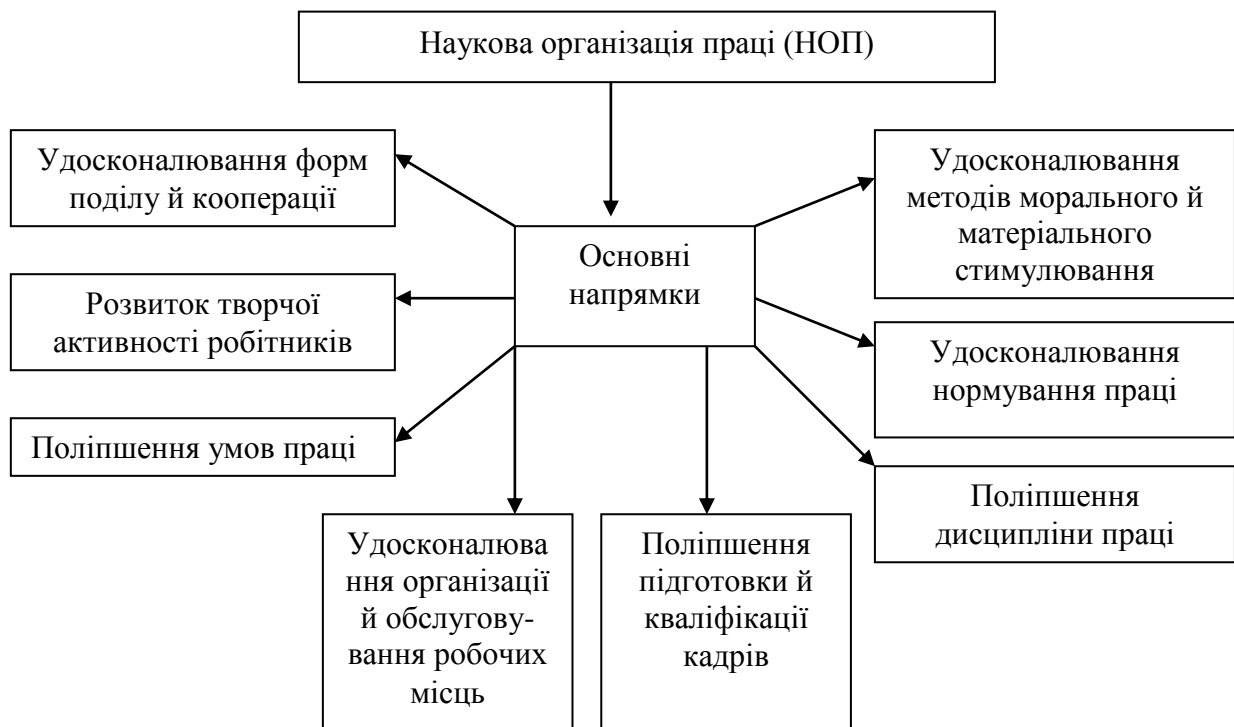 Наукова організація праці (НОП)
Удосконалювання форм
поділу й кооперації
Розвиток творчої
активності робітників
Поліпшення умов праці
Основні
напрямки
Удосконалювання
методів морального й
матеріального
стимулювання
Удосконалювання
нормування праці
Поліпшення
дисципліни праці
Удосконалюва
ння організації
й обслугову-
вання робочих
місць
Поліпшення
підготовки й
кваліфікації
кадрів